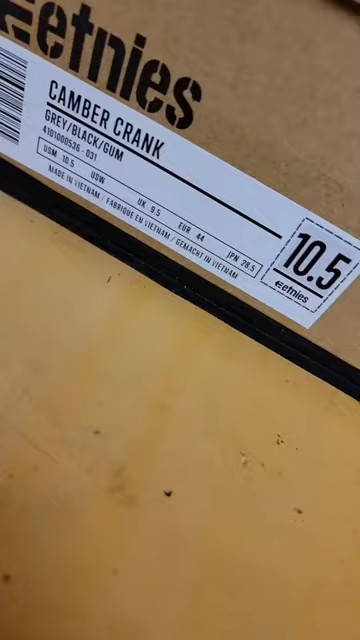 etnies
CAMBER CRANK
GREY/BLACK/GUM
4101000536 - 031
USM 10.5 USW UK 9.5 EUR 44 JPN 28.5
MADE IN VIETNAM / FABRIQUE EN VIETNAM / GEMACHT IN VIETNAM
10.5
etnies